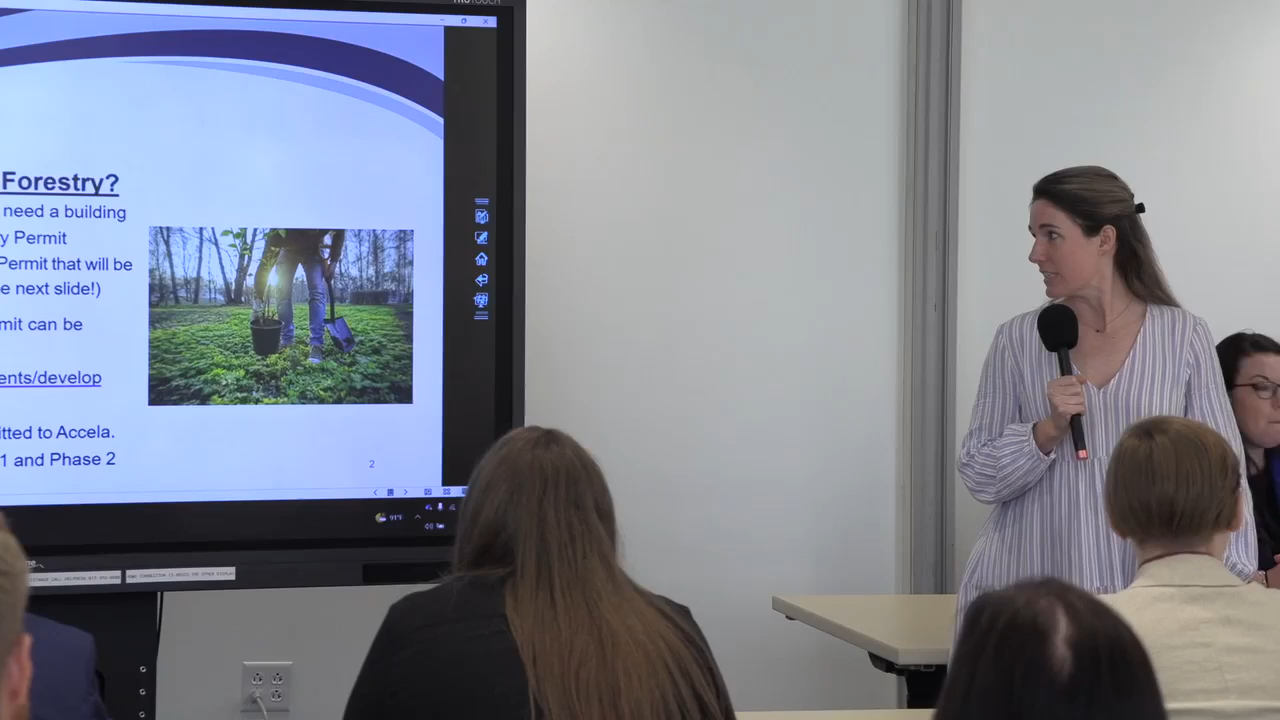 Forestry?
need a building
y Permit
Permit that will be
e next slide!)
mit can be
ents/develop
itted to Accela.
1 and Phase 2
2
91°F